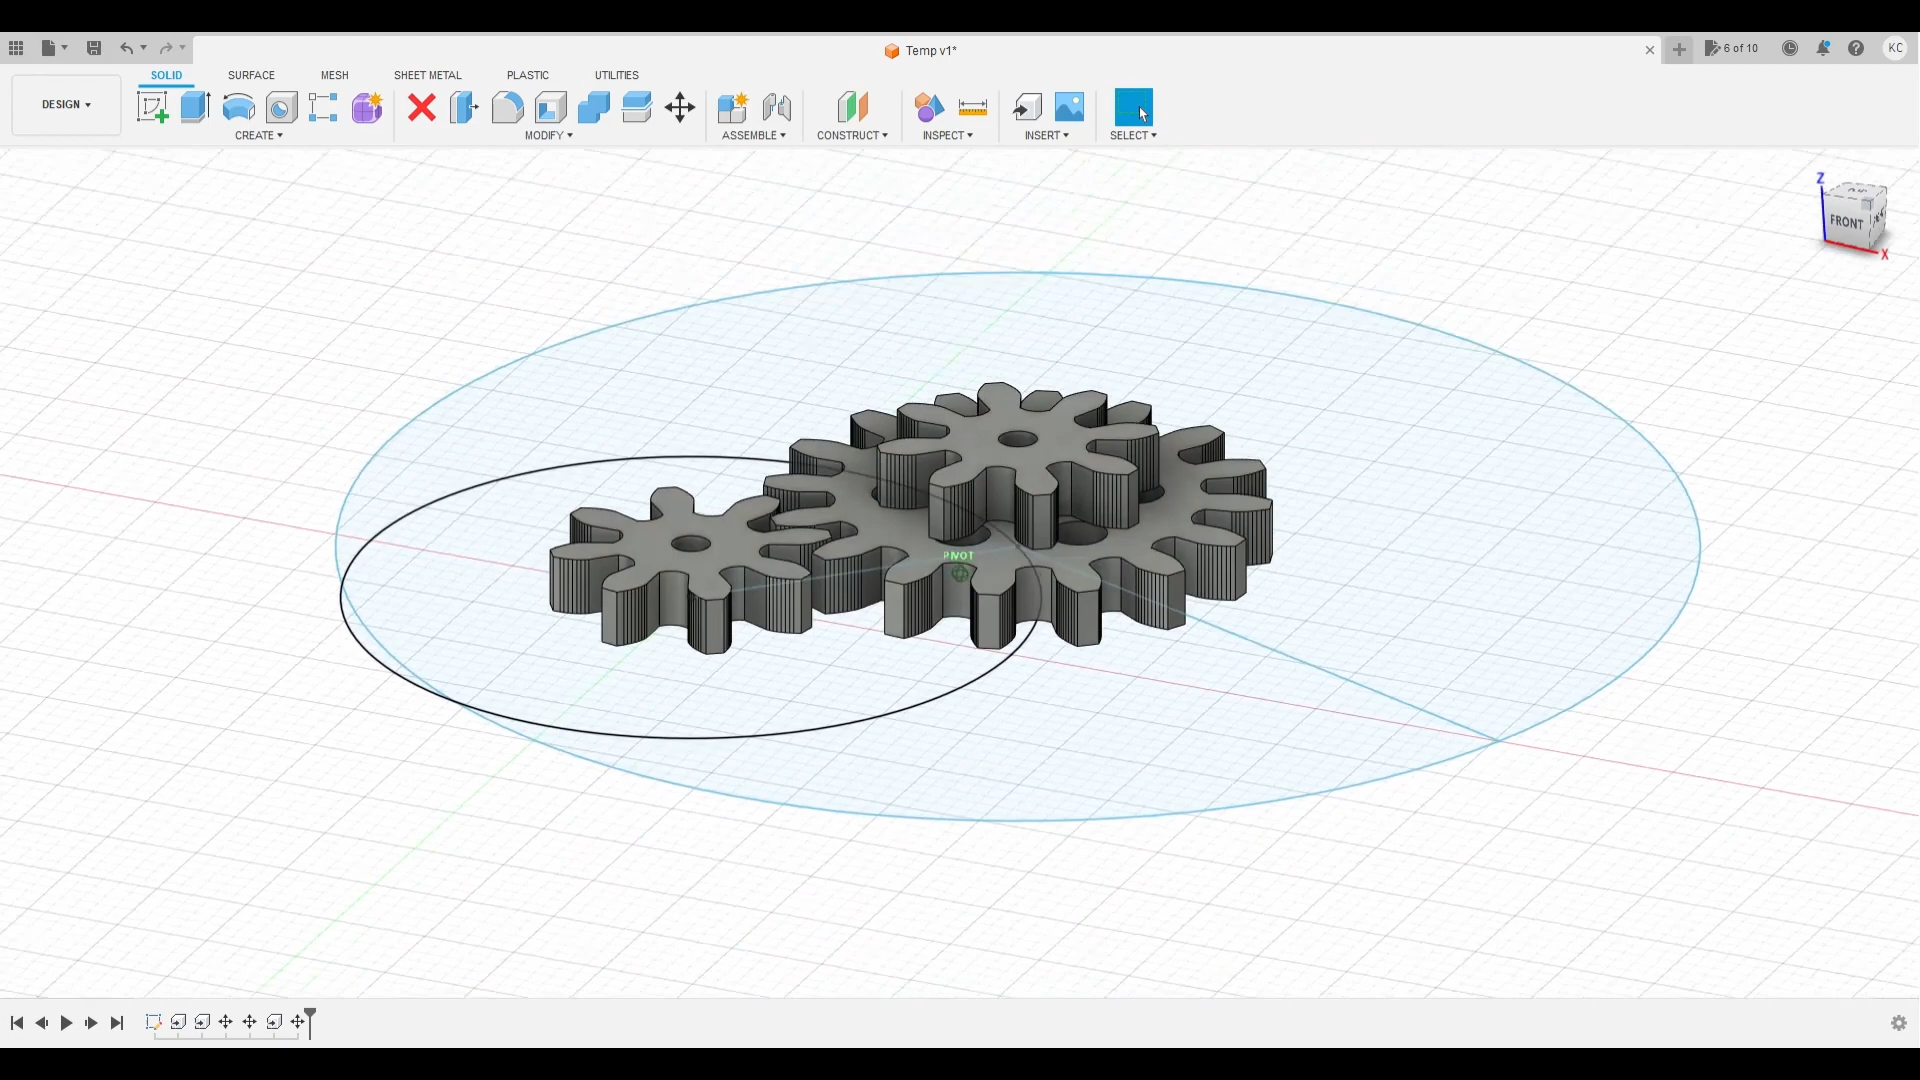 Temp v1*
6 of 10
KC
DESIGN
SOLID
SURFACE
MESH
SHEET METAL
PLASTIC
UTILITIES
CREATE
MODIFY
ASSEMBLE
CONSTRUCT
INSPECT
INSERT
SELECT
Z
FRONT
X
PIVOT